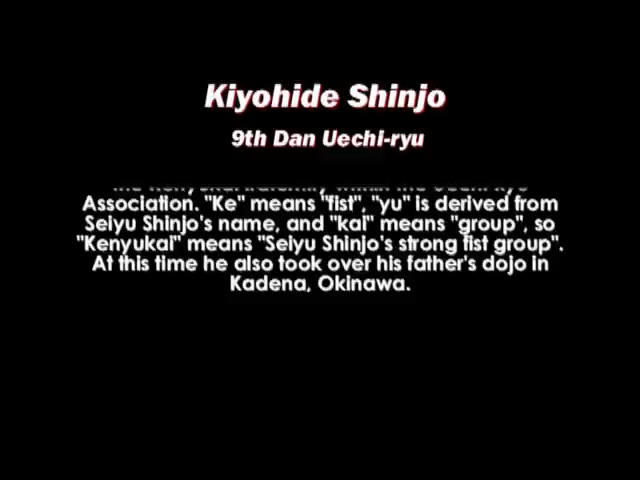 Kiyohide Shinjo
9th Dan Uechi-ryu
Association. "Ke" means "fist", "yu" is derived from
Seiyu Shinjo's name, and "kai" means "group", so
"Kenyukai" means "Seiyu Shinjo's strong fist group".
At this time he also took over his father's dojo in
Kadena, Okinawa.